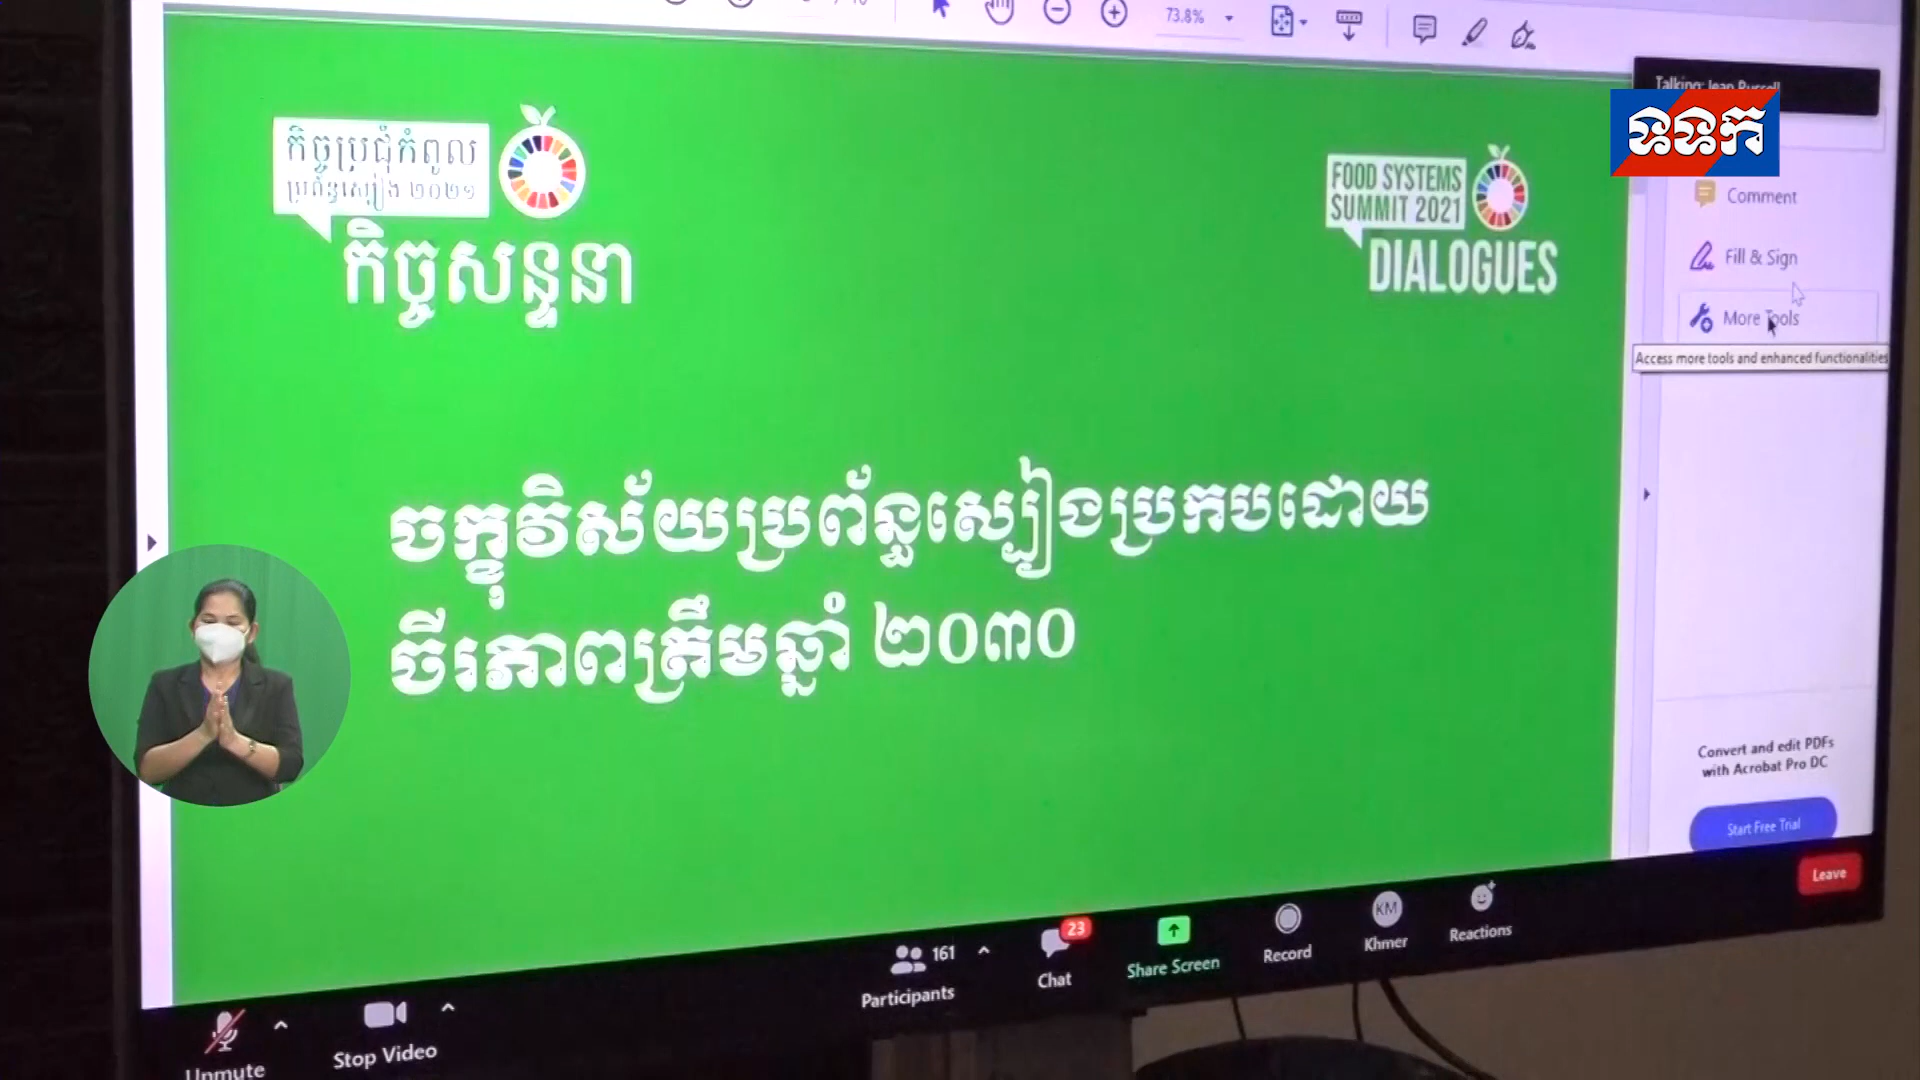 73.8%
Talking: Jean Russell
ទទក
កិច្ចប្រជុំកំពូល
ប្រព័ន្ធស្បៀង ២០២១
កិច្ចសន្ទនា
FOOD SYSTEMS
SUMMIT 2021
DIALOGUES
Comment
Fill & Sign
More Tools
Access more tools and enhanced functionalities
ចក្ខុវិស័យប្រព័ន្ធស្បៀងប្រកបដោយ
ចីរភាពត្រឹមឆ្នាំ ២០៣០
Convert and edit PDFs
with Acrobat Pro DC
Start Free Trial
Leave
Unmute
Stop Video
161
Participants
23
Chat
Share Screen
Record
KM
Khmer
Reactions